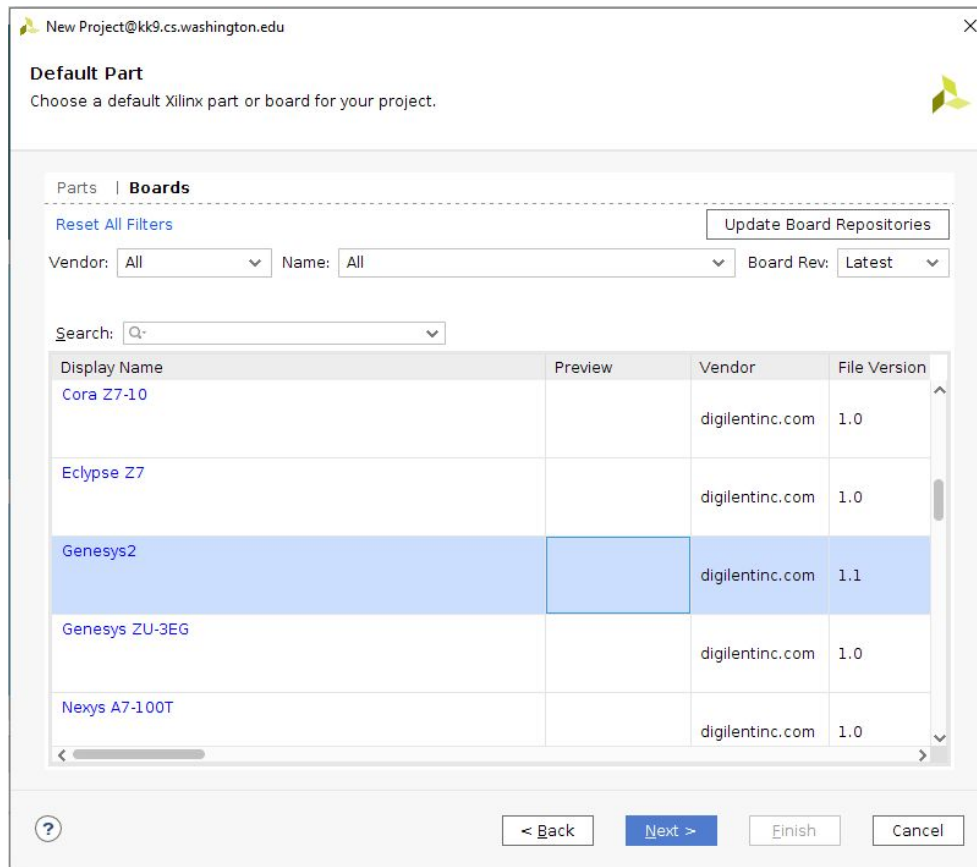 New Project@kk9.cs.washington.edu
Default Part
Choose a default Xilinx part or board for your project.
Parts | Boards
Reset All Filters
Update Board Repositories
Vendor: All Name: All Board Rev: Latest
Search: Q-
Display Name Preview Vendor File Version
Cora Z7-10 digilentinc.com 1.0
Eclypse Z7 digilentinc.com 1.0
Genesys2 digilentinc.com 1.1
Genesys ZU-3EG digilentinc.com 1.0
Nexys A7-100T digilentinc.com 1.0
? < Back Next > Finish Cancel